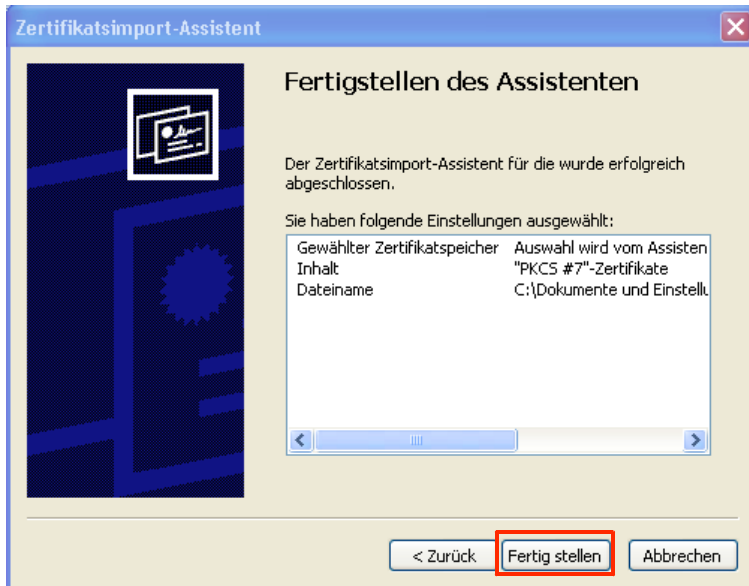 Zertifikatsimport-Assistent
Fertigstellen des Assistenten
Der Zertifikatsimport-Assistent für die wurde erfolgreich
abgeschlossen.
Sie haben folgende Einstellungen ausgewählt:
Gewählter Zertifikatspeicher Auswahl wird vom Assisten
Inhalt "PKCS #7"-Zertifikate
Dateiname C:\Dokumente und Einstellu
< Zurück Fertig stellen Abbrechen